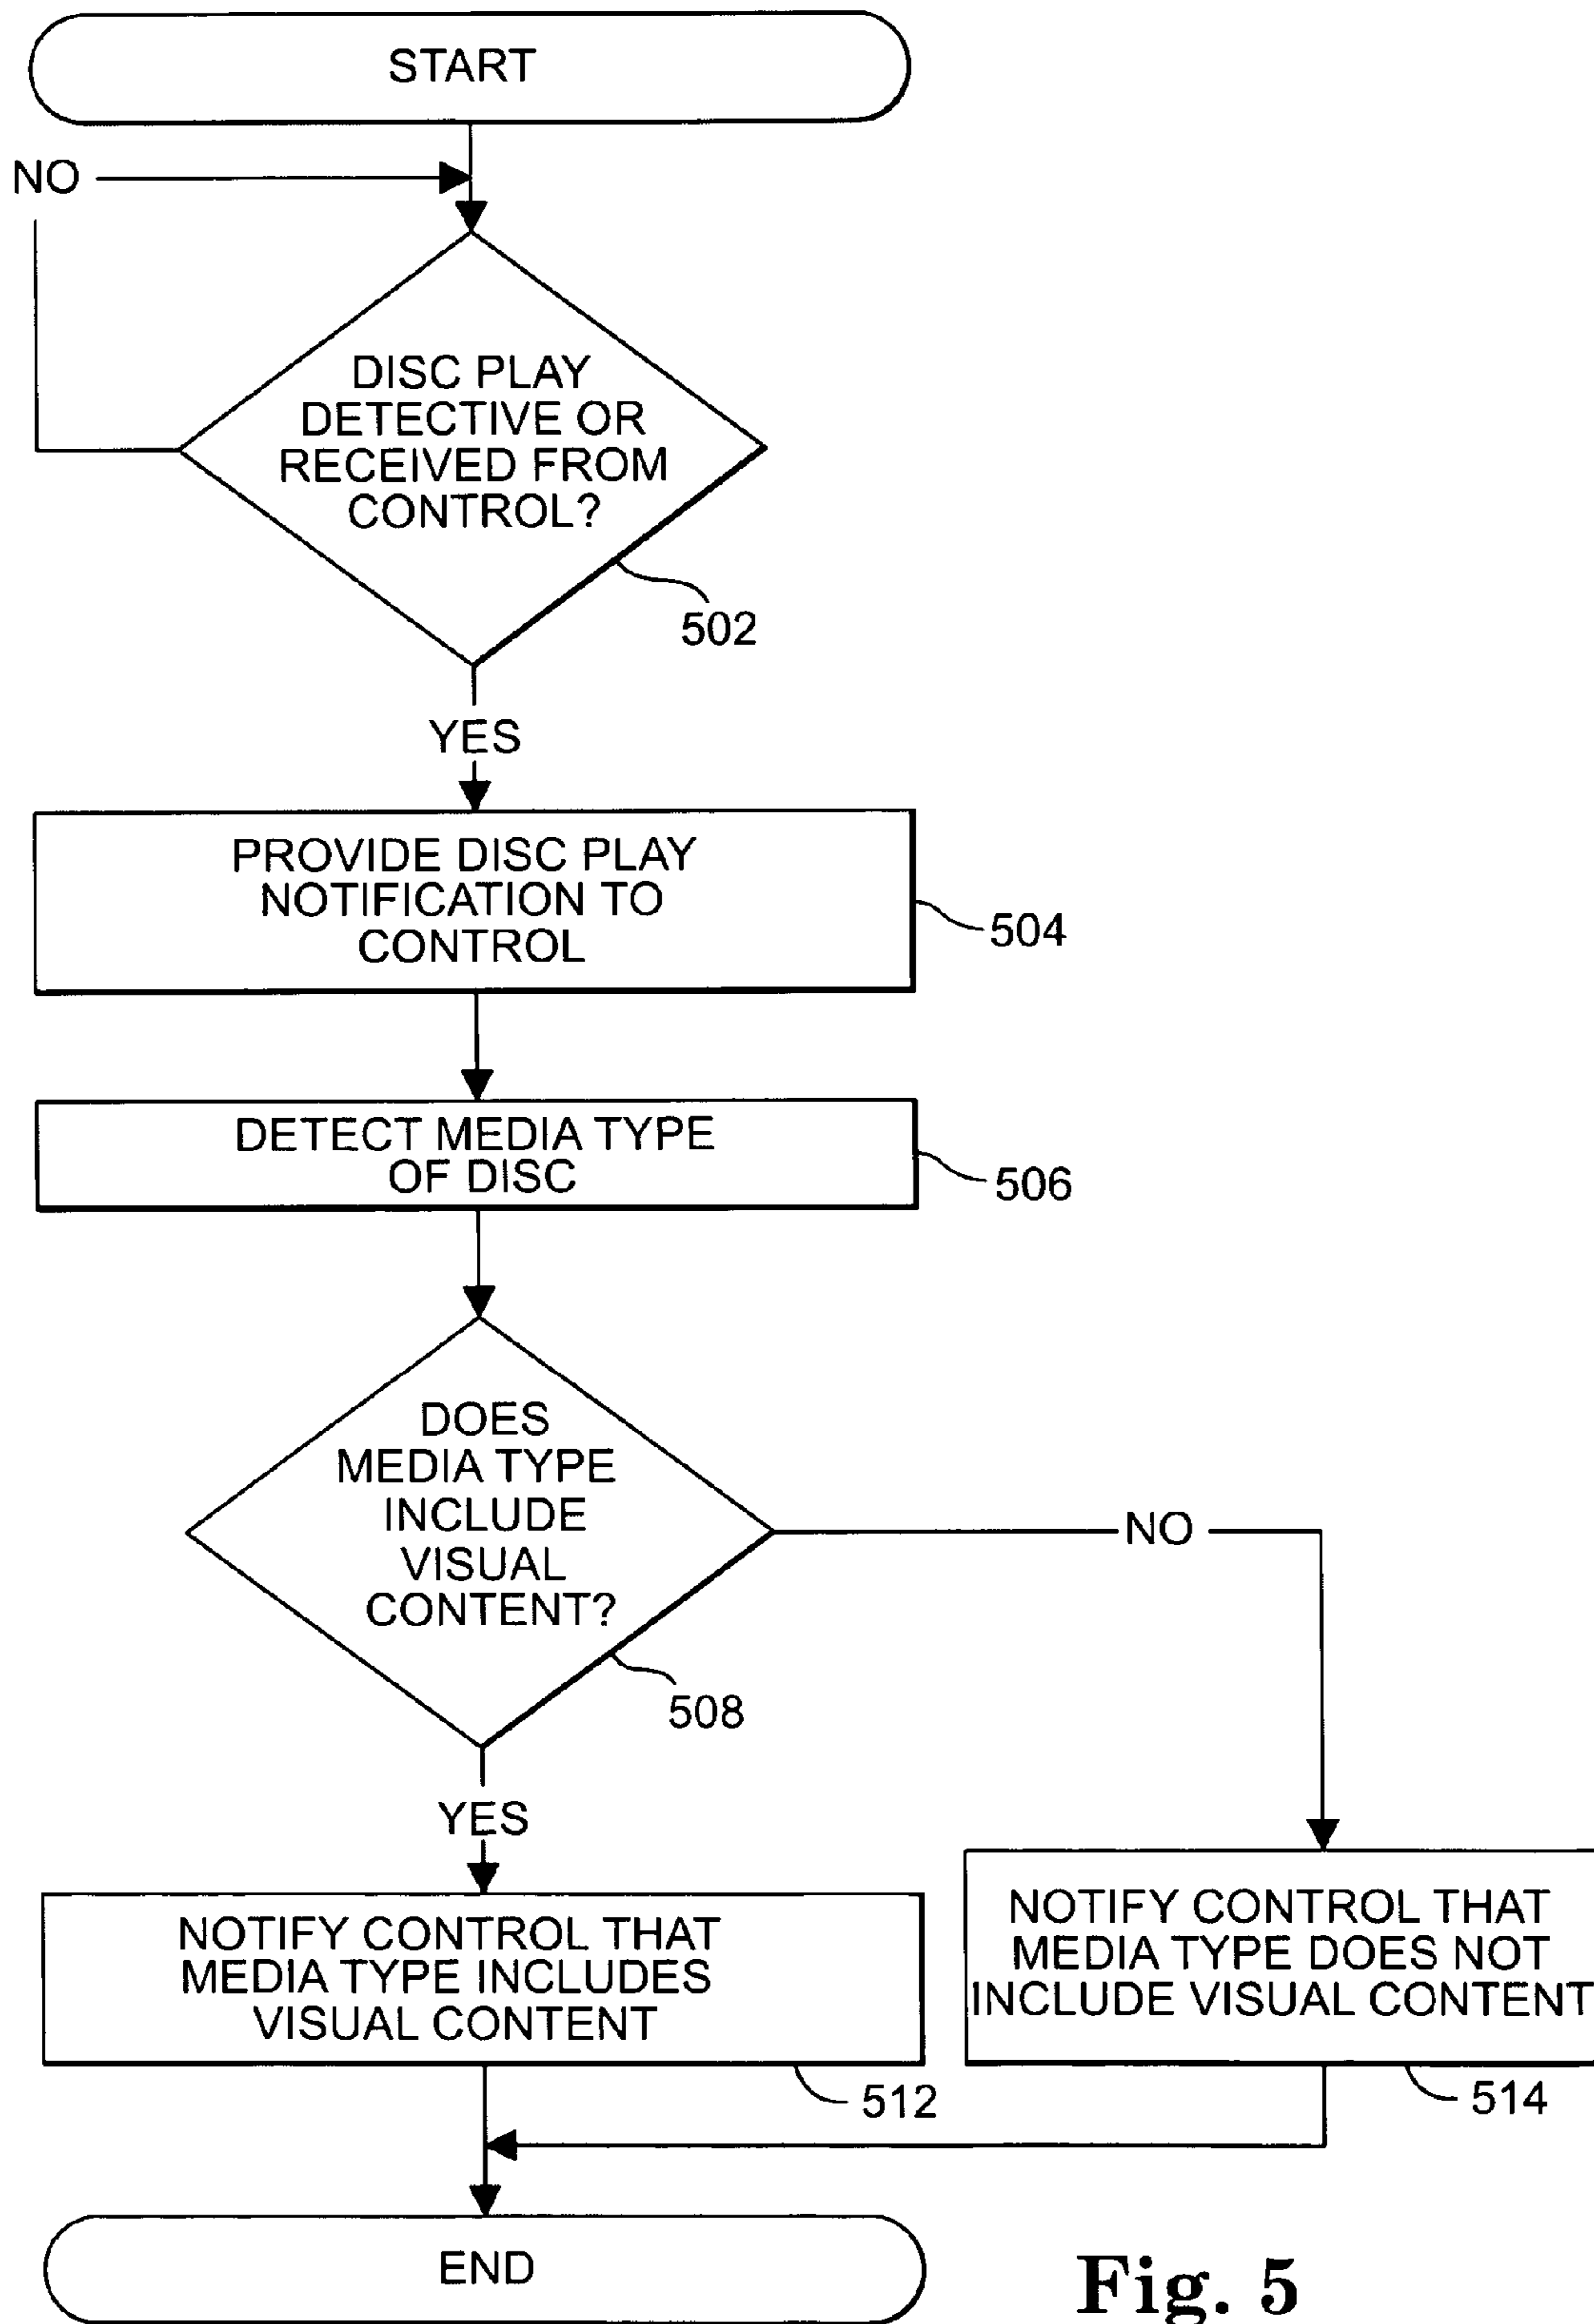 START
NO
DISC PLAY
DETECTIVE OR
RECEIVED FROM
CONTROL?
502
YES
PROVIDE DISC PLAY
NOTIFICATION TO
CONTROL
504
DETECT MEDIA TYPE
OF DISC
506
DOES
MEDIA TYPE
INCLUDE
VISUAL
CONTENT?
NO
508
YES
NOTIFY CONTROL THAT
MEDIA TYPE INCLUDES
VISUAL CONTENT
512
NOTIFY CONTROL THAT
MEDIA TYPE DOES NOT
INCLUDE VISUAL CONTENT
514
END
Fig. 5